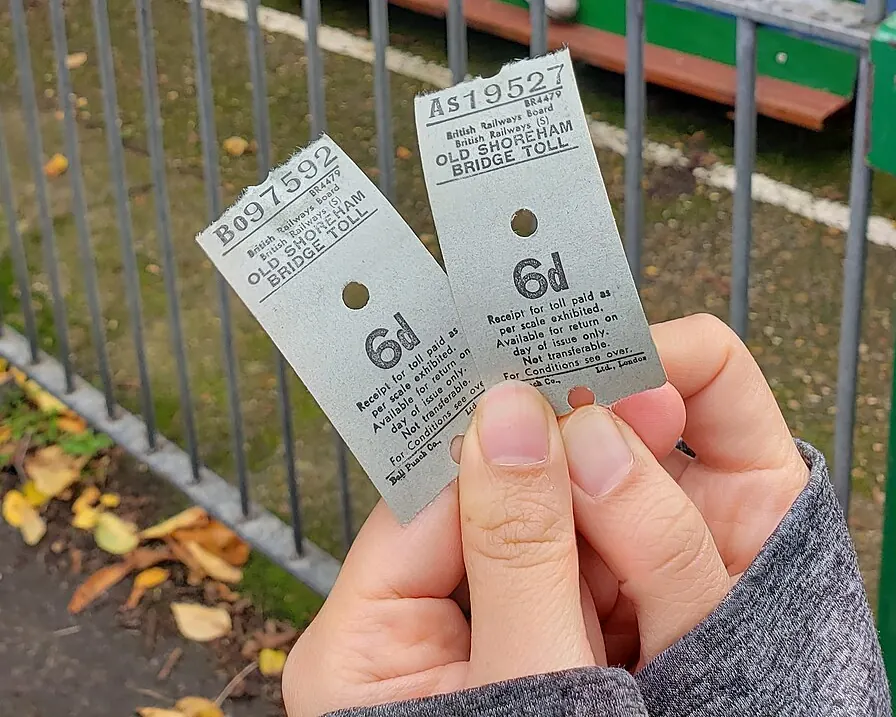 Bo97592
BR4479
British Railways Board
British Railways (S)
OLD SHOREHAM
BRIDGE TOLL
6d
Receipt for toll paid as
per scale exhibited.
Available for return on
day of issue only.
Not transferable.
For Conditions see ove
Bell Punch Co.,
As19527
BR4479
British Railways Board
British Railways (S)
OLD SHOREHAM
BRIDGE TOLL
6d
Receipt for toll paid as
per scale exhibited.
Available for return on
day of issue only.
Not transferable.
For Conditions see over.
Co., Ltd., London